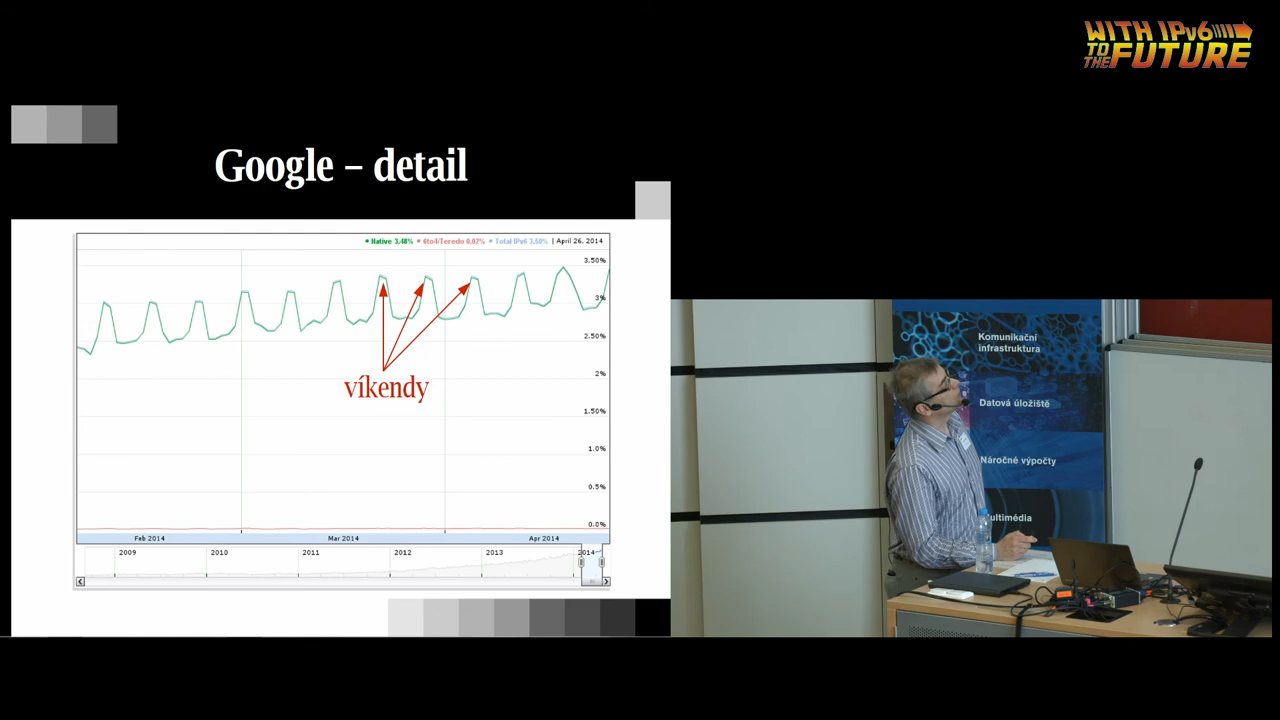 WITH IPv6
TO THE FUTURE
Google – detail
Native 3.48% 6to4/Teredo 0.02% Total IPv6 3.50% | April 26, 2014
3.50%
3%
2.50%
víkendy
2%
1.50%
1.0%
0.5%
0.0%
Feb 2014 Mar 2014 Apr 2014
2009 2010 2011 2012 2013 2014
Komunikační
infrastruktura
Datová úložiště
Náročné výpočty
ultimédia